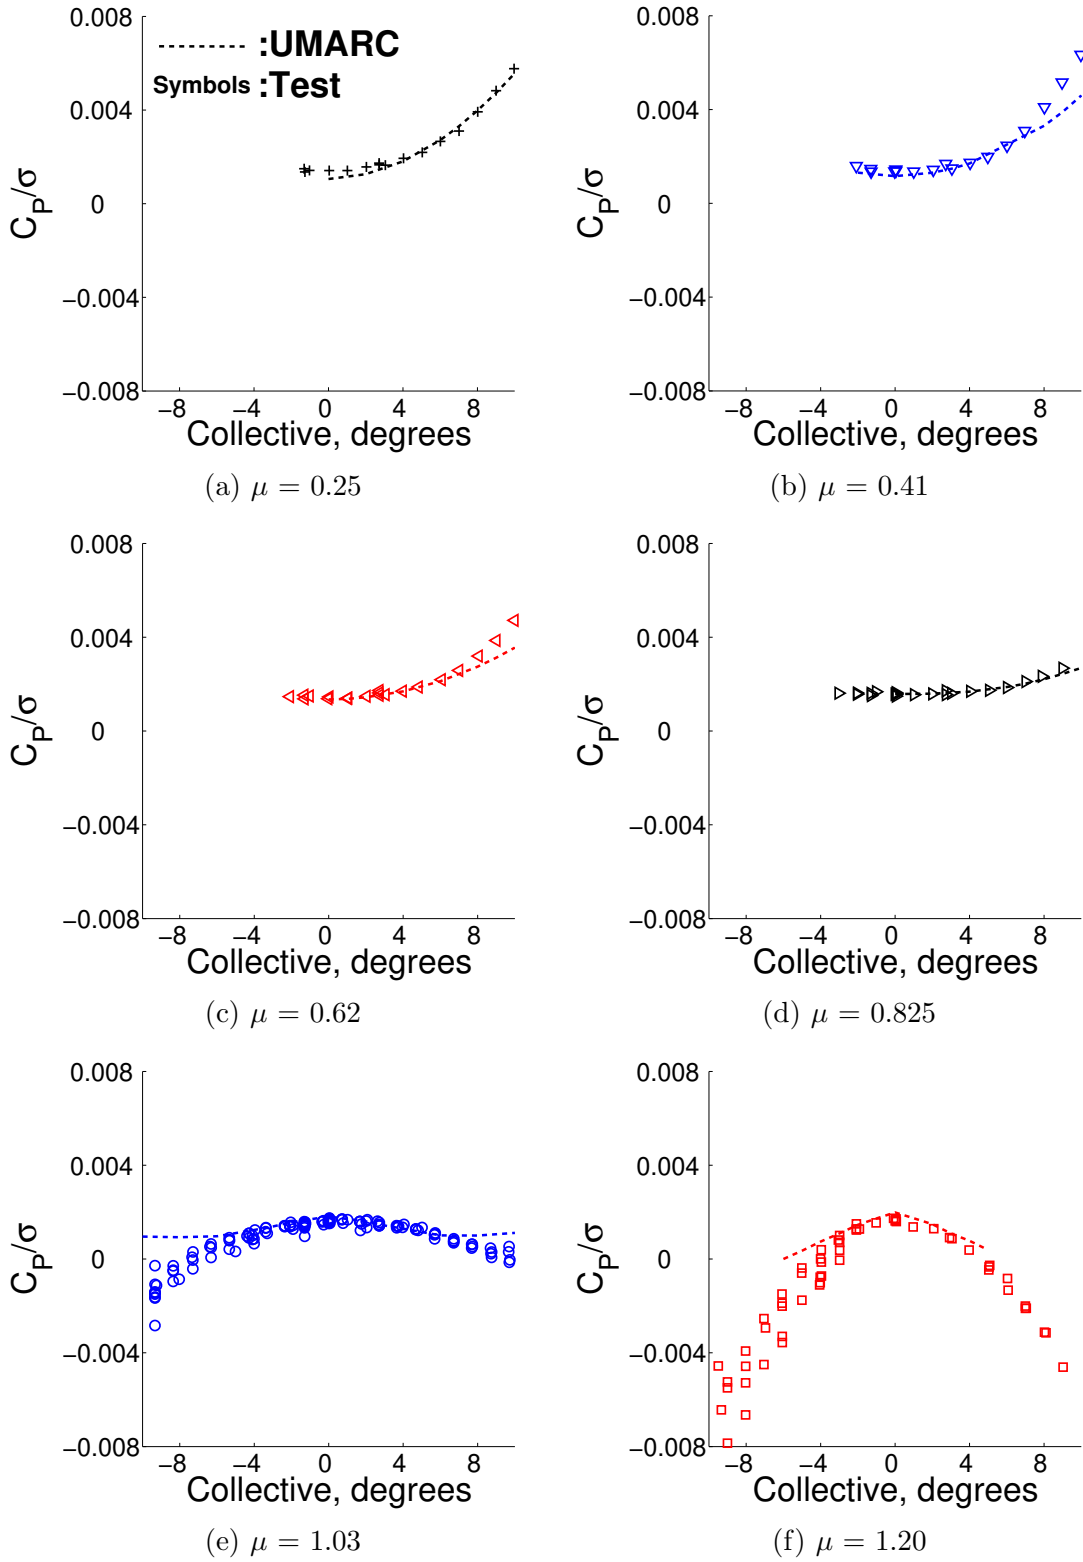 0.008
:UMARC
Symbols :Test
0.004
0
−0.004
−0.008
−8 −4 0 4 8
C_P/σ
Collective, degrees
(a) μ = 0.25
0.008
0.004
0
−0.004
−0.008
−8 −4 0 4 8
C_P/σ
Collective, degrees
(b) μ = 0.41
0.008
0.004
0
−0.004
−0.008
−8 −4 0 4 8
C_P/σ
Collective, degrees
(c) μ = 0.62
0.008
0.004
0
−0.004
−0.008
−8 −4 0 4 8
C_P/σ
Collective, degrees
(d) μ = 0.825
0.008
0.004
0
−0.004
−0.008
−8 −4 0 4 8
C_P/σ
Collective, degrees
(e) μ = 1.03
0.008
0.004
0
−0.004
−0.008
−8 −4 0 4 8
C_P/σ
Collective, degrees
(f) μ = 1.20